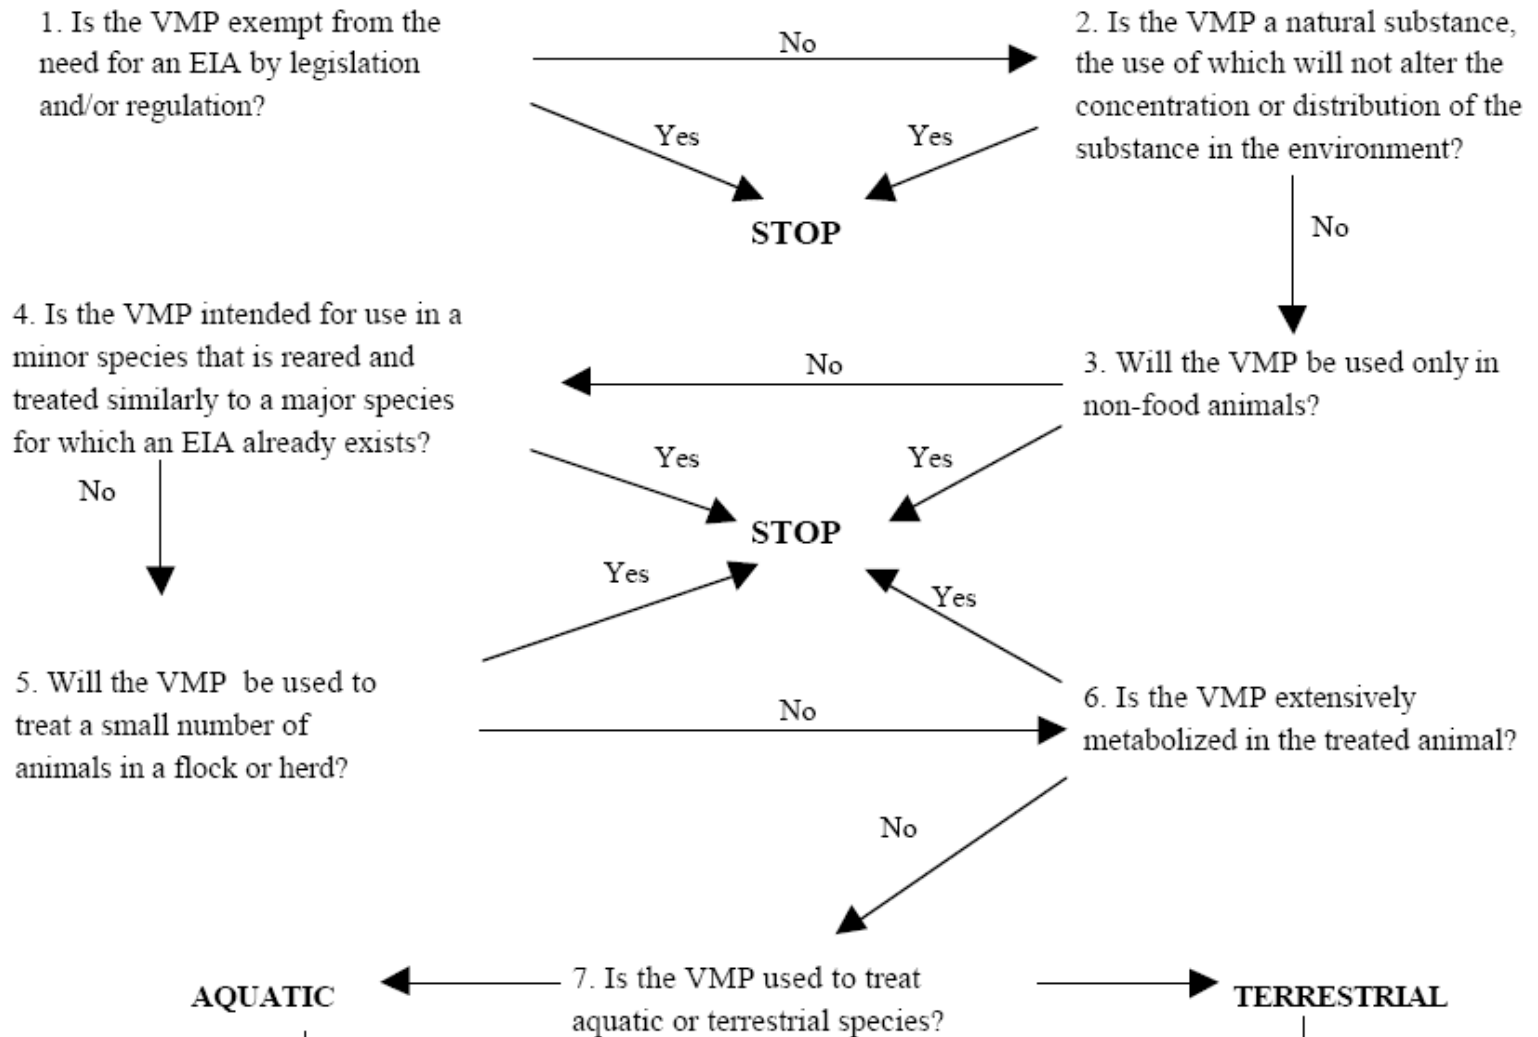 1. Is the VMP exempt from the
need for an EIA by legislation
and/or regulation?
No
2. Is the VMP a natural substance,
the use of which will not alter the
concentration or distribution of the
substance in the environment?
Yes
Yes
STOP
No
3. Will the VMP be used only in
non-food animals?
No
4. Is the VMP intended for use in a
minor species that is reared and
treated similarly to a major species
for which an EIA already exists?
Yes
Yes
STOP
No
5. Will the VMP be used to
treat a small number of
animals in a flock or herd?
Yes
Yes
No
6. Is the VMP extensively
metabolized in the treated animal?
No
7. Is the VMP used to treat
aquatic or terrestrial species?
AQUATIC
TERRESTRIAL